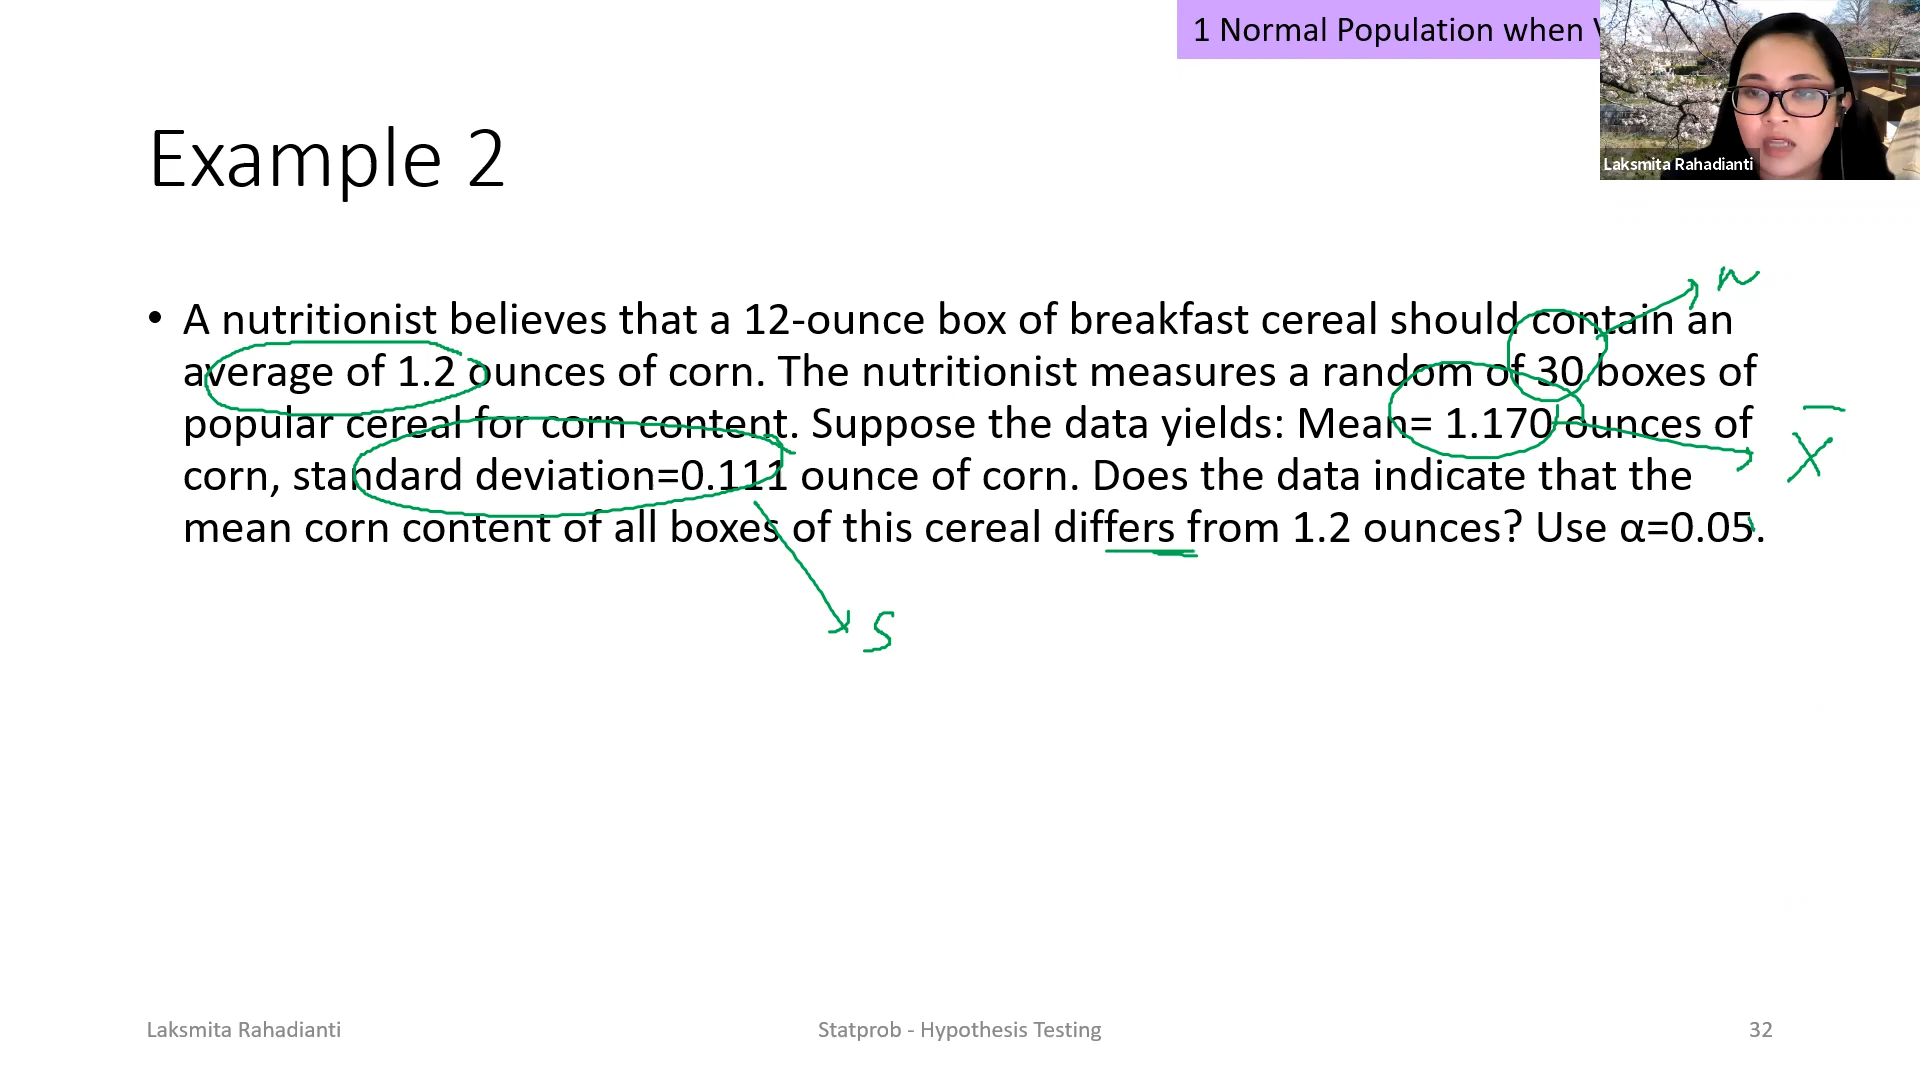 1 Normal Population when
Laksmita Rahadianti
Example 2
n
• A nutritionist believes that a 12-ounce box of breakfast cereal should contain an
average of 1.2 ounces of corn. The nutritionist measures a random of 30 boxes of
popular cereal for corn content. Suppose the data yields: Mean= 1.170 ounces of
X̄
corn, standard deviation=0.111 ounce of corn. Does the data indicate that the
mean corn content of all boxes of this cereal differs from 1.2 ounces? Use α=0.05.
S
Laksmita Rahadianti
Statprob - Hypothesis Testing
32